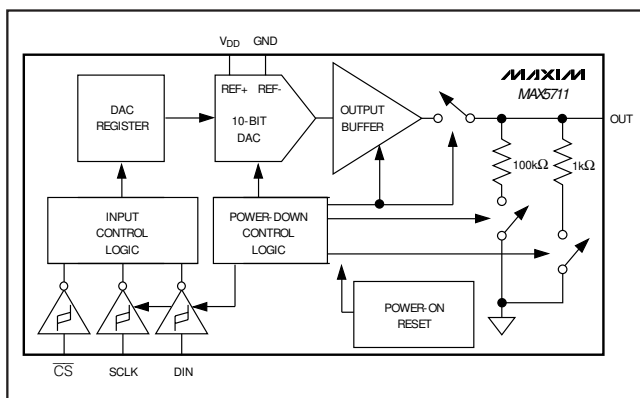 VDD GND
REF+ REF-
10-BIT
DAC
DAC
REGISTER
OUTPUT
BUFFER
MAXIM
MAX5711
OUT
100kΩ
1kΩ
INPUT
CONTROL
LOGIC
POWER-DOWN
CONTROL
LOGIC
POWER-ON
RESET
CS SCLK DIN